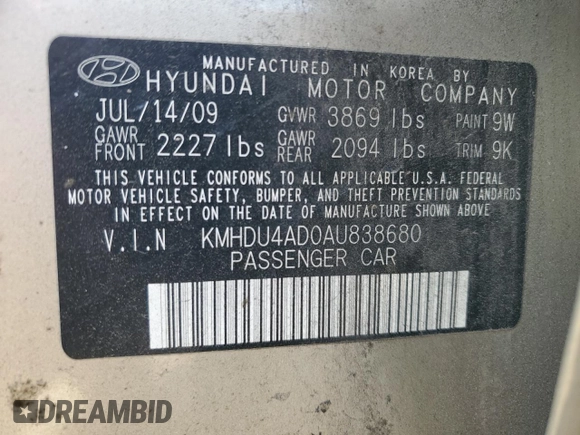 MANUFACTURED IN KOREA BY
HYUNDAI MOTOR COMPANY
JUL/14/09 GVWR 3869 lbs PAINT 9W
GAWR FRONT 2227 lbs GAWR REAR 2094 lbs TRIM 9K
THIS VEHICLE CONFORMS TO ALL APPLICABLE U.S.A. FEDERAL
MOTOR VEHICLE SAFETY, BUMPER, AND THEFT PREVENTION STANDARDS
IN EFFECT ON THE DATE OF MANUFACTURE SHOWN ABOVE.
V.I.N KMHDU4AD0AU838680
PASSENGER CAR
DREAMBID